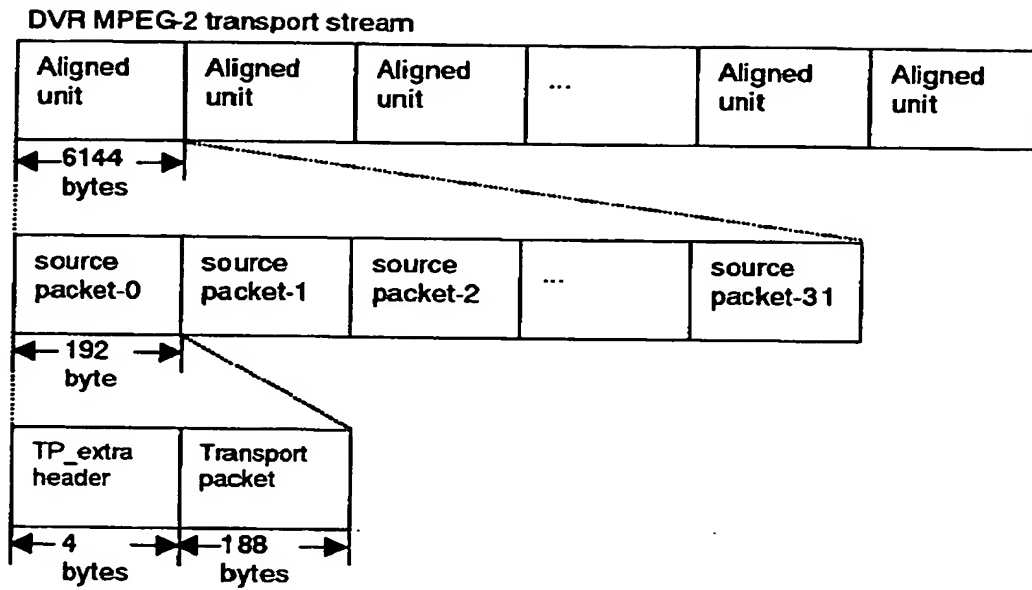 DVR MPEG-2 transport stream
Aligned unit
Aligned unit
Aligned unit
...
Aligned unit
Aligned unit
6144 bytes
source packet-0
source packet-1
source packet-2
...
source packet-31
192 byte
TP_extra header
Transport packet
4 bytes
188 bytes